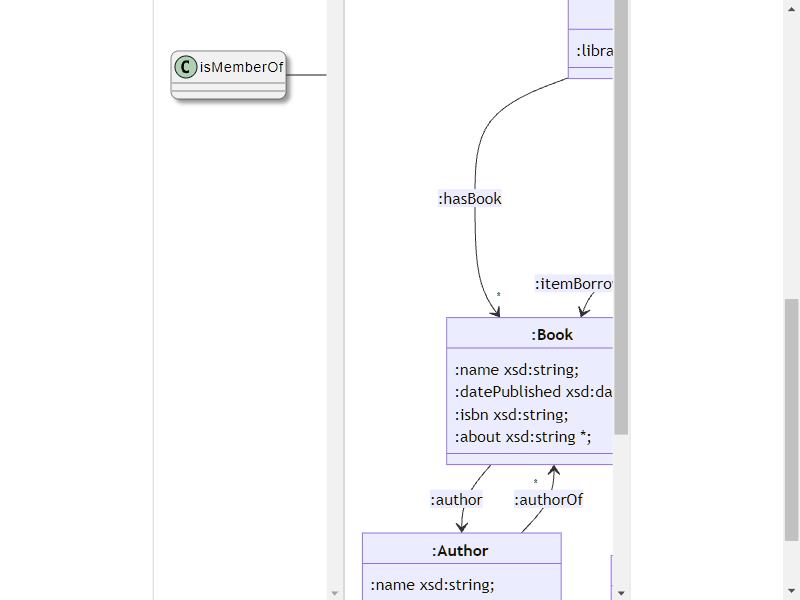 C isMemberOf
:libra
:hasBook
*
:itemBorro
:Book
:name xsd:string;
:datePublished xsd:da
:isbn xsd:string;
:about xsd:string *;
*
:author
:authorOf
:Author
:name xsd:string;